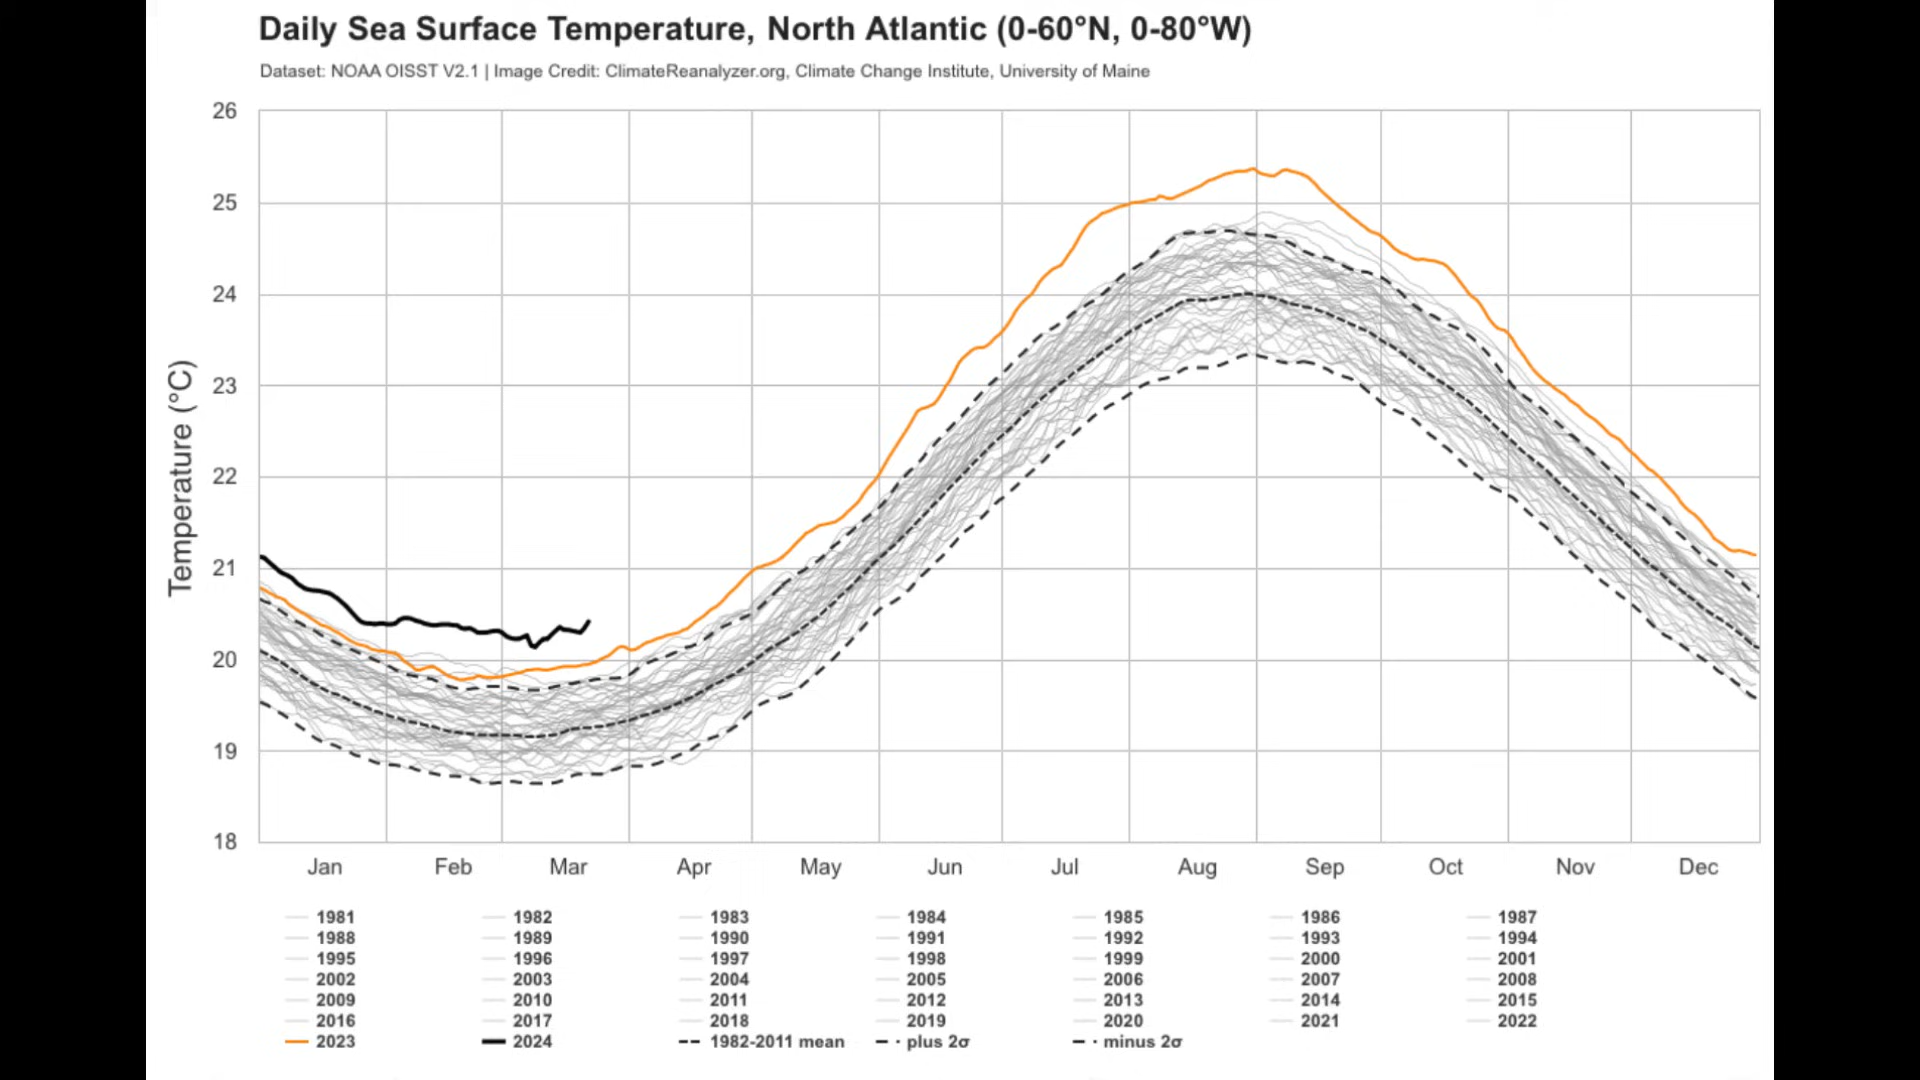 Daily Sea Surface Temperature, North Atlantic (0-60°N, 0-80°W)
Dataset: NOAA OISST V2.1 | Image Credit: ClimateReanalyzer.org, Climate Change Institute, University of Maine
26
25
24
23
22
21
20
19
18
Temperature (°C)
Jan Feb Mar Apr May Jun Jul Aug Sep Oct Nov Dec
1981 1982 1983 1984 1985 1986 1987
1988 1989 1990 1991 1992 1993 1994
1995 1996 1997 1998 1999 2000 2001
2002 2003 2004 2005 2006 2007 2008
2009 2010 2011 2012 2013 2014 2015
2016 2017 2018 2019 2020 2021 2022
2023 2024 1982-2011 mean plus 2σ minus 2σ